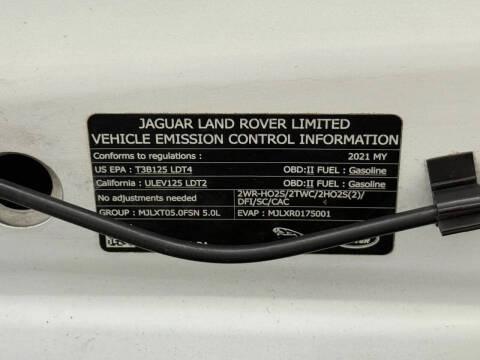 JAGUAR LAND ROVER LIMITED
VEHICLE EMISSION CONTROL INFORMATION
Conforms to regulations: 2021 MY
US EPA : T3B125 LDT4 OBD:II FUEL : Gasoline
California : ULEV125 LDT2 OBD:II FUEL : Gasoline
No adjustments needed 2WR-HO2S/2TWC/2HO2S(2)/
DFI/SC/CAC
GROUP : MJLXT05.0FSN 5.0L EVAP : MJLXR0175001